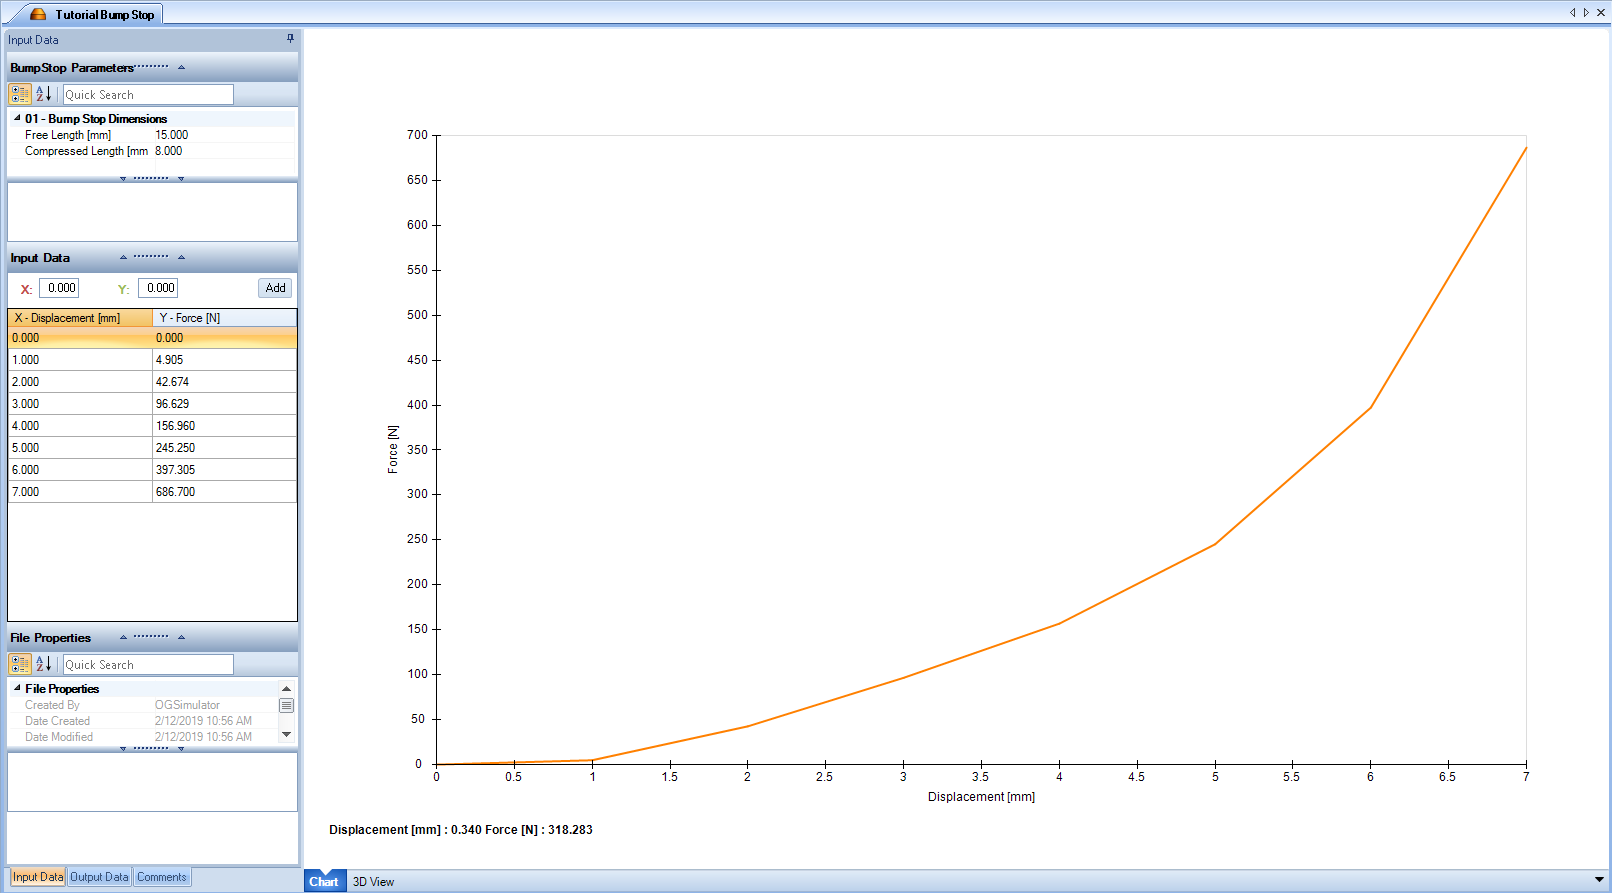 Tutorial Bump Stop
Input Data
BumpStop Parameters
Quick Search
01 - Bump Stop Dimensions
Free Length [mm] 15.000
Compressed Length [mm 8.000
Input Data
X: 0.000 Y: 0.000 Add
X - Displacement [mm] Y - Force [N]
0.000 0.000
1.000 4.905
2.000 42.674
3.000 96.629
4.000 156.960
5.000 245.250
6.000 397.305
7.000 686.700
File Properties
Quick Search
File Properties
Created By OGSimulator
Date Created 2/12/2019 10:56 AM
Date Modified 2/12/2019 10:56 AM
Input Data Output Data Comments
700
650
600
550
500
450
400
350
300
250
200
150
100
50
0
Force [N]
0 0.5 1 1.5 2 2.5 3 3.5 4 4.5 5 5.5 6 6.5 7
Displacement [mm]
Displacement [mm] : 0.340 Force [N] : 318.283
Chart 3D View